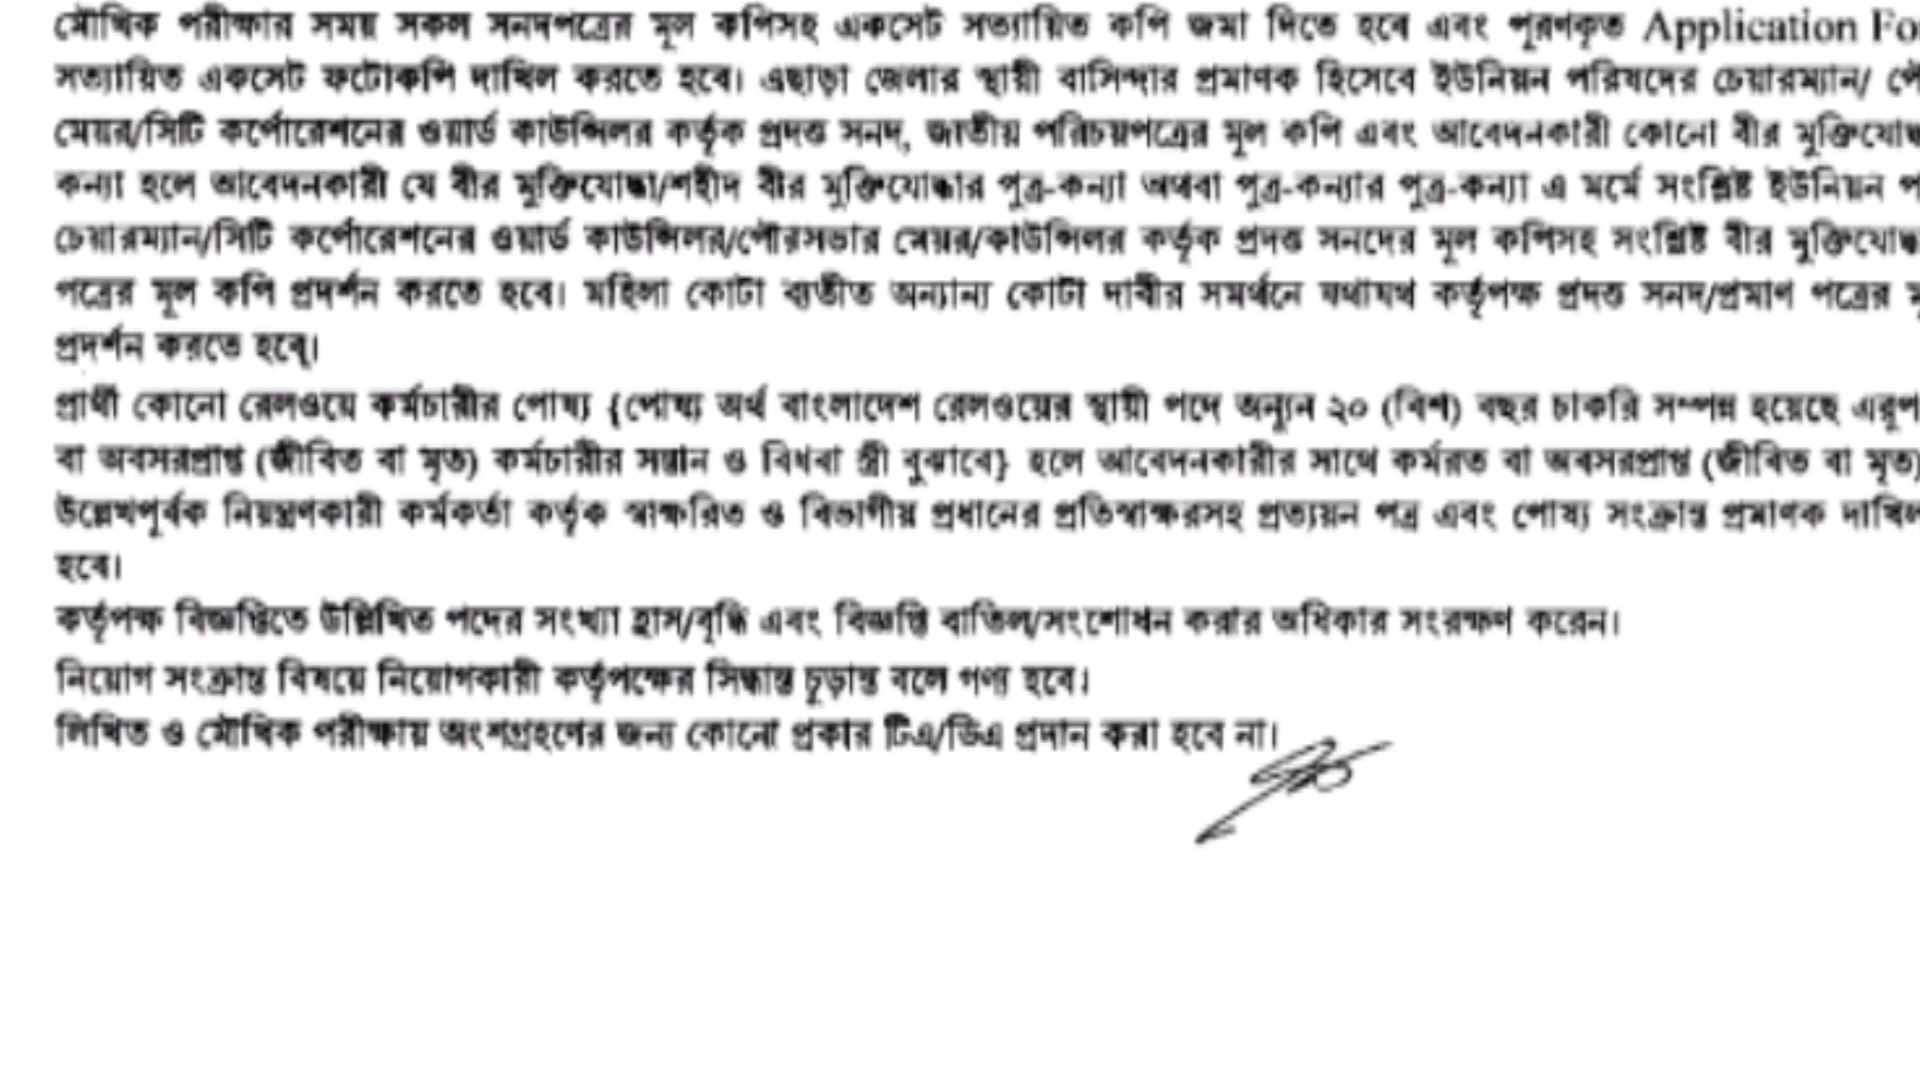 মৌখিক পরীক্ষার সময় সকল সনদপত্রের মূল কপিসহ একসেট সত্যায়িত কপি জমা দিতে হবে এবং পূরণকৃত Application Fo
সত্যায়িত একসেট ফটোকপি দাখিল করতে হবে। এছাড়া জেলার স্থায়ী বাসিন্দার প্রমাণক হিসেবে ইউনিয়ন পরিষদের চেয়ারম্যান/ পৌ
মেয়র/সিটি কর্পোরেশনের ওয়ার্ড কাউন্সিলর কর্তৃক প্রদত্ত সনদ, জাতীয় পরিচয়পত্রের মূল কপি এবং আবেদনকারী কোনো বীর মুক্তিযোদ্ধ
কন্যা হলে আবেদনকারী যে বীর মুক্তিযোদ্ধা/শহীদ বীর মুক্তিযোদ্ধার পুত্র-কন্যা অথবা পুত্র-কন্যার পুত্র-কন্যা এ মর্মে সংশ্লিষ্ট ইউনিয়ন প
চেয়ারম্যান/সিটি কর্পোরেশনের ওয়ার্ড কাউন্সিলর/পৌরসভার মেয়র/কাউন্সিলর কর্তৃক প্রদত্ত সনদের মূল কপিসহ সংশ্লিষ্ট বীর মুক্তিযোদ্ধ
পত্রের মূল কপি প্রদর্শন করতে হবে। মহিলা কোটা ব্যতীত অন্যান্য কোটা দাবীর সমর্থনে যথাযথ কর্তৃপক্ষ প্রদত্ত সনদ/প্রমাণ পত্রের মূ
প্রদর্শন করতে হবে্।
প্রার্থী কোনো রেলওয়ে কর্মচারীর পোষ্য {পোষ্য অর্থ বাংলাদেশ রেলওয়ের স্থায়ী পদে অন্যূন ২০ (বিশ) বছর চাকরি সম্পন্ন হয়েছে এরূপ
বা অবসরপ্রাপ্ত (জীবিত বা মৃত) কর্মচারীর সন্তান ও বিধবা স্ত্রী বুঝাবে} হলে আবেদনকারীর সাথে কর্মরত বা অবসরপ্রাপ্ত (জীবিত বা মৃত)
উল্লেখপূর্বক নিয়ন্ত্রণকারী কর্মকর্তা কর্তৃক স্বাক্ষরিত ও বিভাগীয় প্রধানের প্রতিস্বাক্ষরসহ প্রত্যয়ন পত্র এবং পোষ্য সংক্রান্ত প্রমাণক দাখিল
হবে।
কর্তৃপক্ষ বিজ্ঞপ্তিতে উল্লিখিত পদের সংখ্যা হ্রাস/বৃদ্ধি এবং বিজ্ঞপ্তি বাতিল/সংশোধন করার অধিকার সংরক্ষণ করেন।
নিয়োগ সংক্রান্ত বিষয়ে নিয়োগকারী কর্তৃপক্ষের সিদ্ধান্ত চূড়ান্ত বলে গণ্য হবে।
লিখিত ও মৌখিক পরীক্ষায় অংশগ্রহণের জন্য কোনো প্রকার টিএ/ডিএ প্রদান করা হবে না।